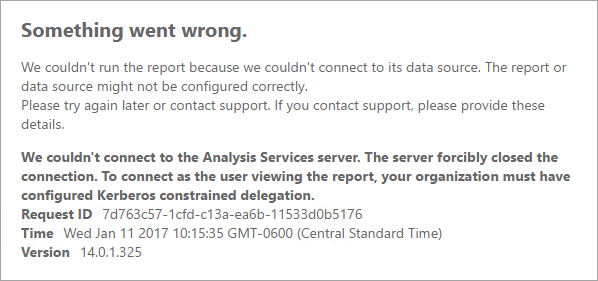 Something went wrong.
We couldn't run the report because we couldn't connect to its data source. The report or
data source might not be configured correctly.
Please try again later or contact support. If you contact support, please provide these
details.
We couldn't connect to the Analysis Services server. The server forcibly closed the
connection. To connect as the user viewing the report, your organization must have
configured Kerberos constrained delegation.
Request ID 7d763c57-1cfd-c13a-ea6b-11533d0b5176
Time Wed Jan 11 2017 10:15:35 GMT-0600 (Central Standard Time)
Version 14.0.1.325